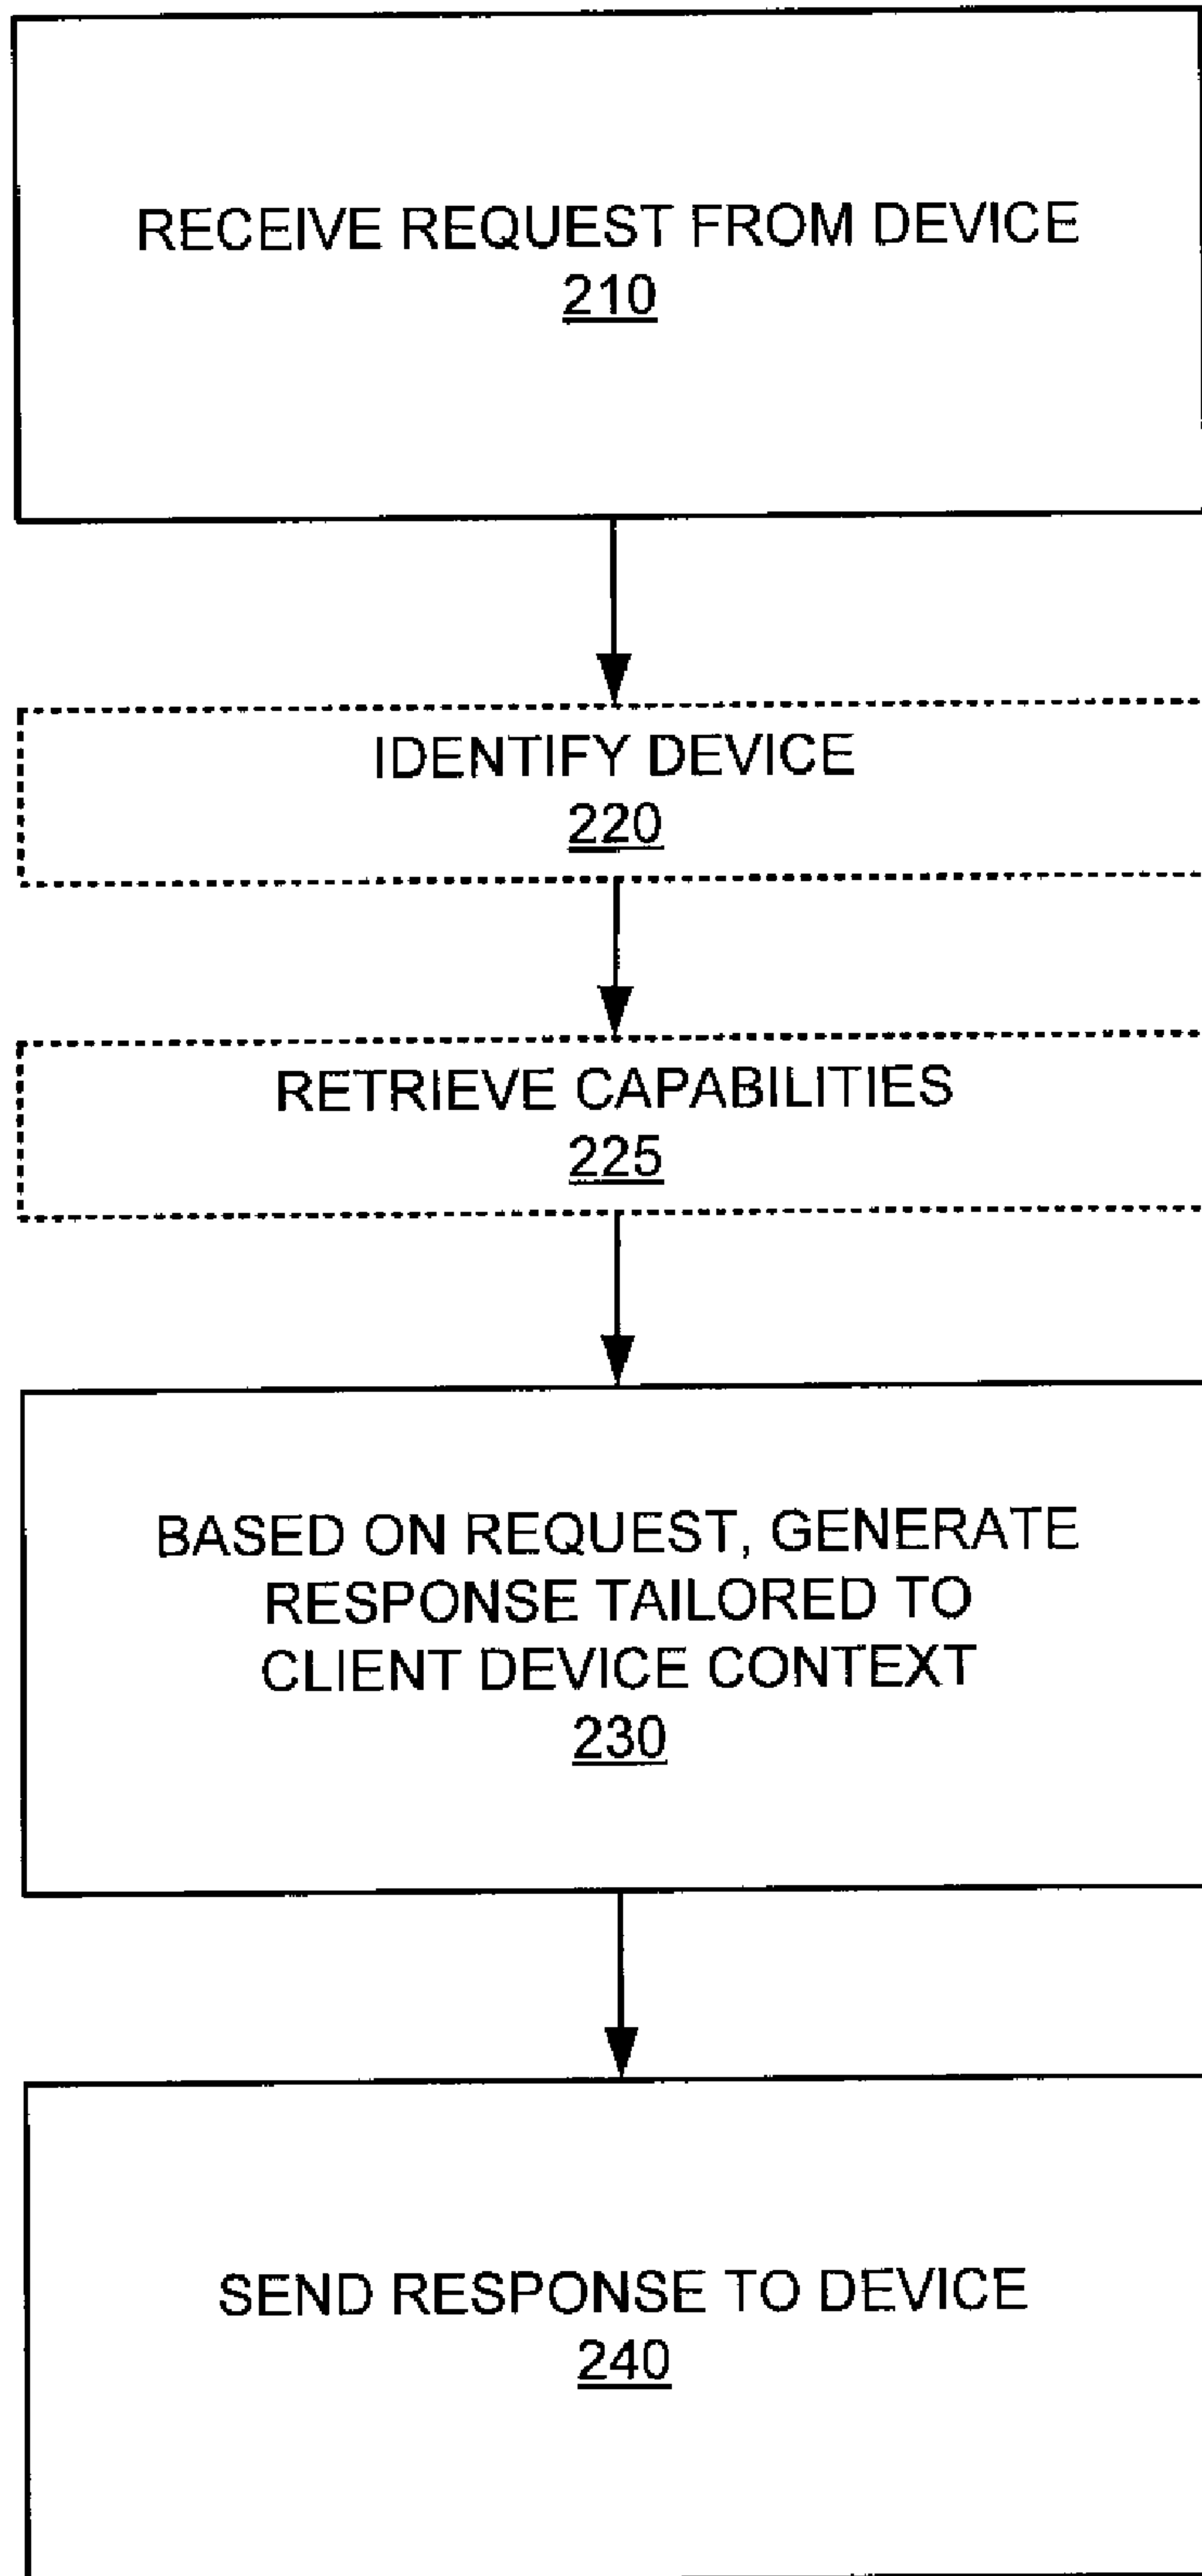 RECEIVE REQUEST FROM DEVICE
210
IDENTIFY DEVICE
220
RETRIEVE CAPABILITIES
225
BASED ON REQUEST, GENERATE
RESPONSE TAILORED TO
CLIENT DEVICE CONTEXT
230
SEND RESPONSE TO DEVICE
240